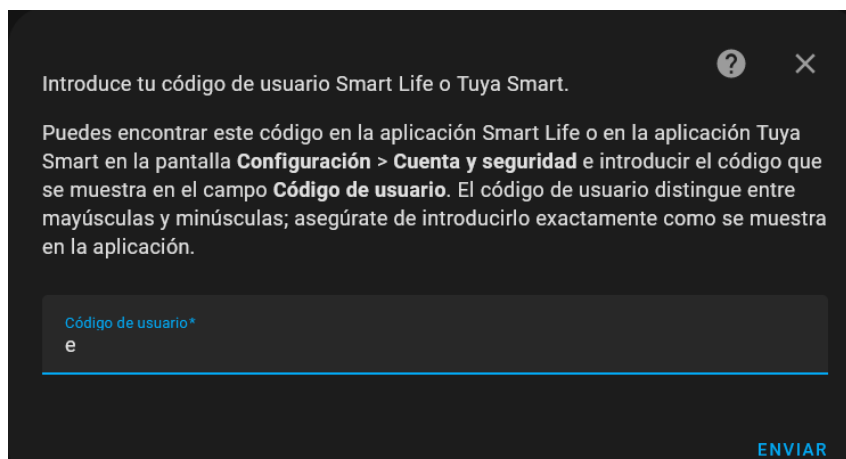 Introduce tu código de usuario Smart Life o Tuya Smart.
Puedes encontrar este código en la aplicación Smart Life o en la aplicación Tuya
Smart en la pantalla Configuración > Cuenta y seguridad e introducir el código que
se muestra en el campo Código de usuario. El código de usuario distingue entre
mayúsculas y minúsculas; asegúrate de introducirlo exactamente como se muestra
en la aplicación.
Código de usuario*
e
ENVIAR